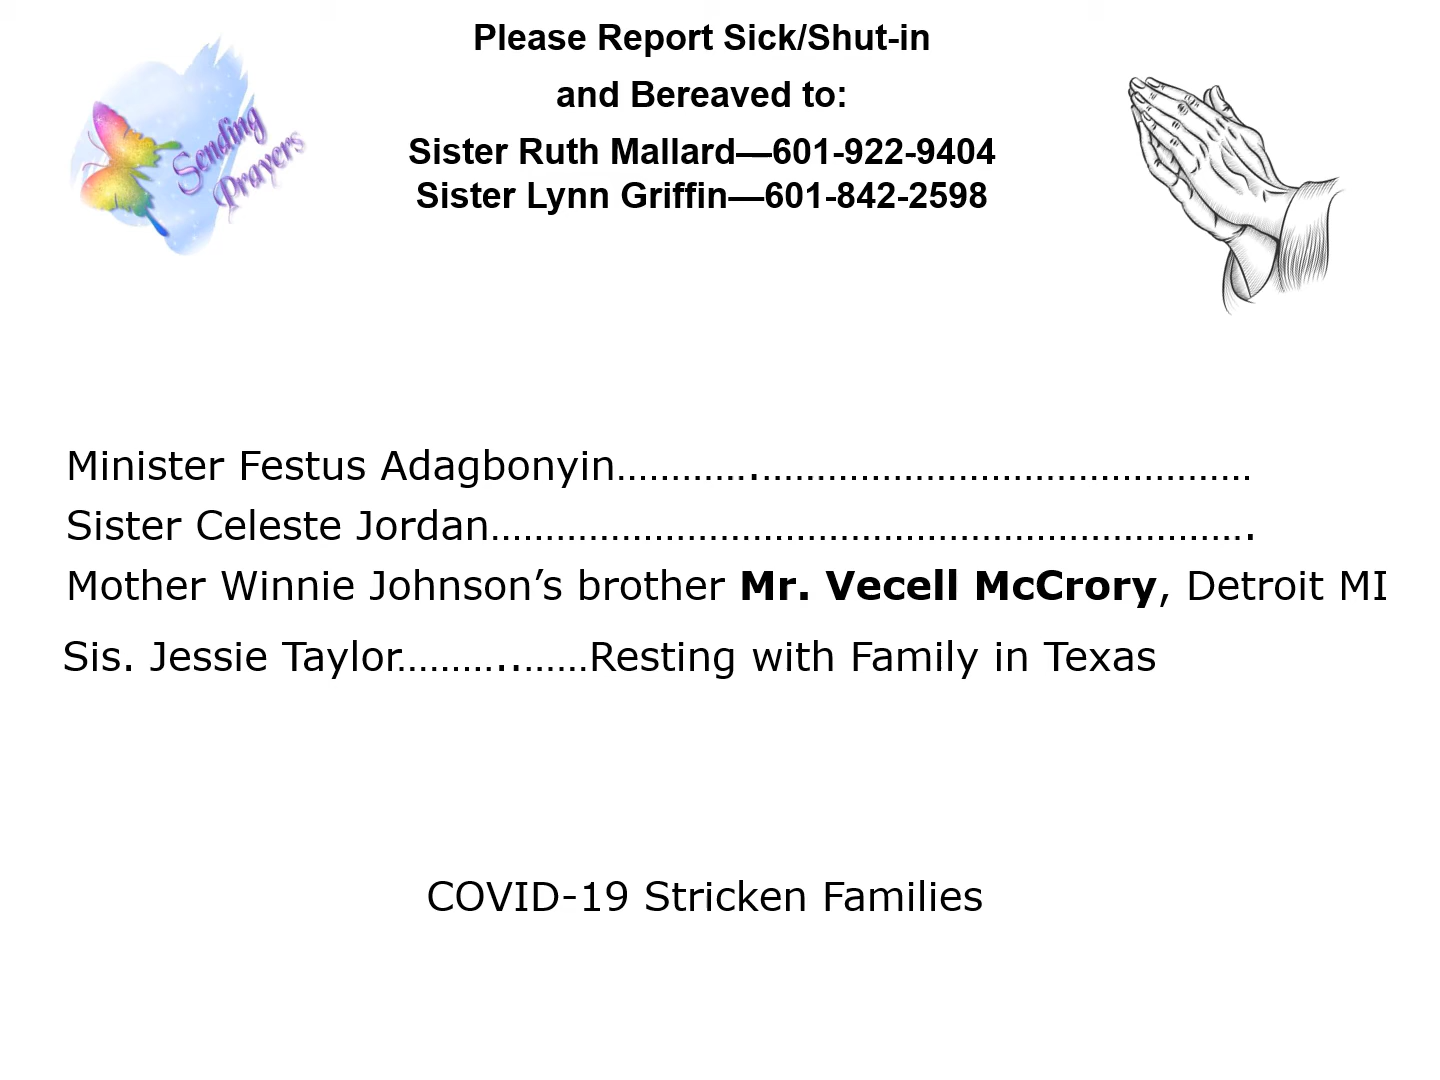 Please Report Sick/Shut-in
and Bereaved to:
Sister Ruth Mallard—601-922-9404
Sister Lynn Griffin—601-842-2598
Sending
Prayers
Minister Festus Adagbonyin………….………………………………………
Sister Celeste Jordan…………………………………………………………….
Mother Winnie Johnson’s brother Mr. Vecell McCrory, Detroit MI
Sis. Jessie Taylor………..……Resting with Family in Texas
COVID-19 Stricken Families